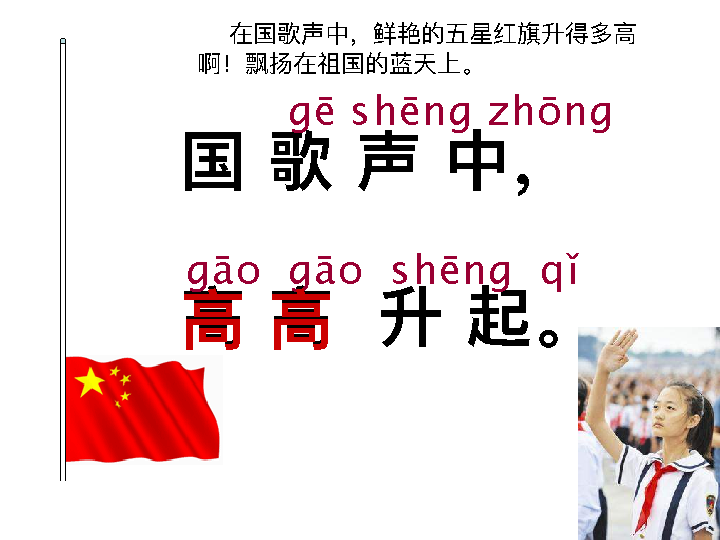 在国歌声中，鲜艳的五星红旗升得多高
啊！飘扬在祖国的蓝天上。
gē shēng zhōng
国 歌 声 中，
gāo gāo shēng qǐ
高 高 升 起。